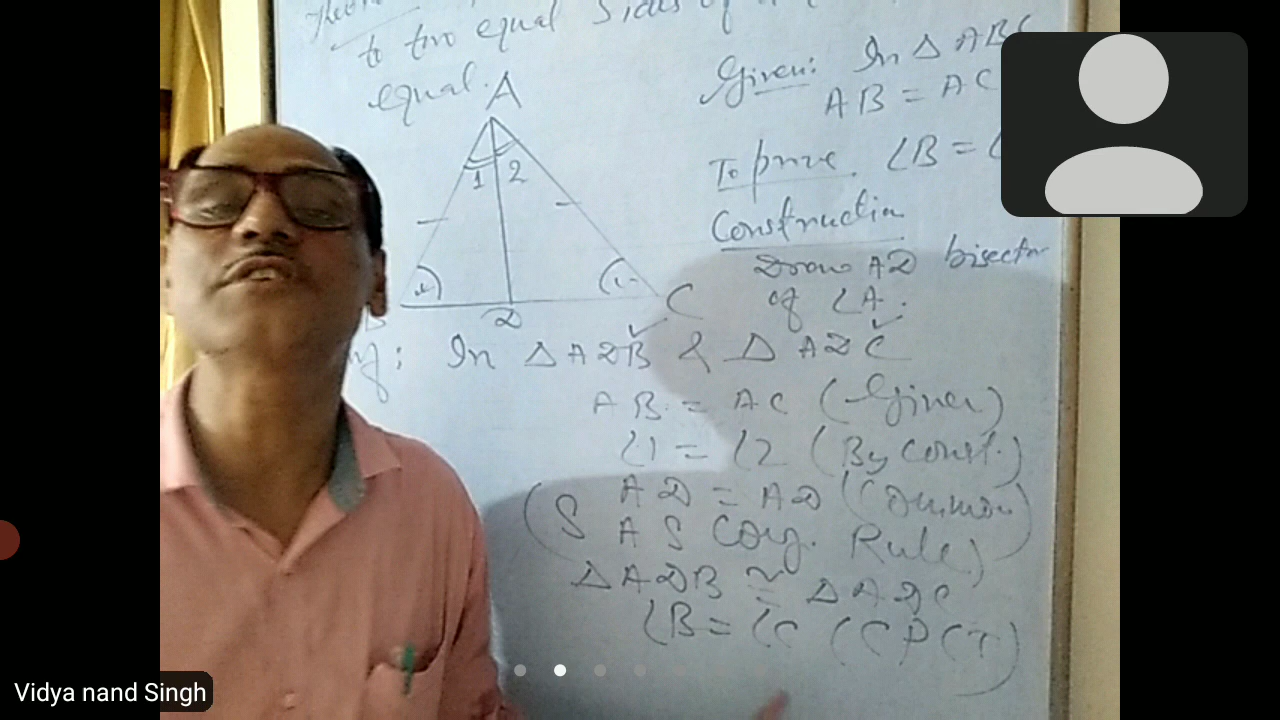 to two equal Sides of
equal.
A
1 2
B D C
Given: In △ ABC
AB = AC
To prove ∠B = ∠
Construction
Draw AD bisector
of ∠A.
In △ ADB & △ ADC
AB = AC (Given)
∠1 = ∠2 (By Const.)
AD = AD (Common)
(SAS Cong. Rule)
△ADB ≅ △ADC
∠B = ∠C (CPCT)
Vidya nand Singh